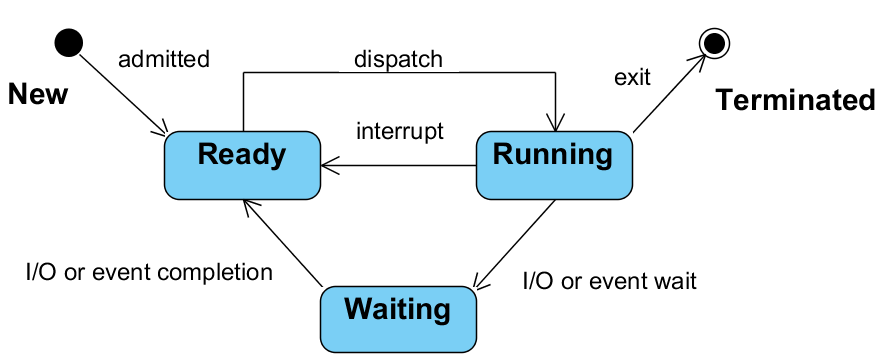 admitted
dispatch
exit
New
Terminated
interrupt
Ready
Running
I/O or event completion
I/O or event wait
Waiting